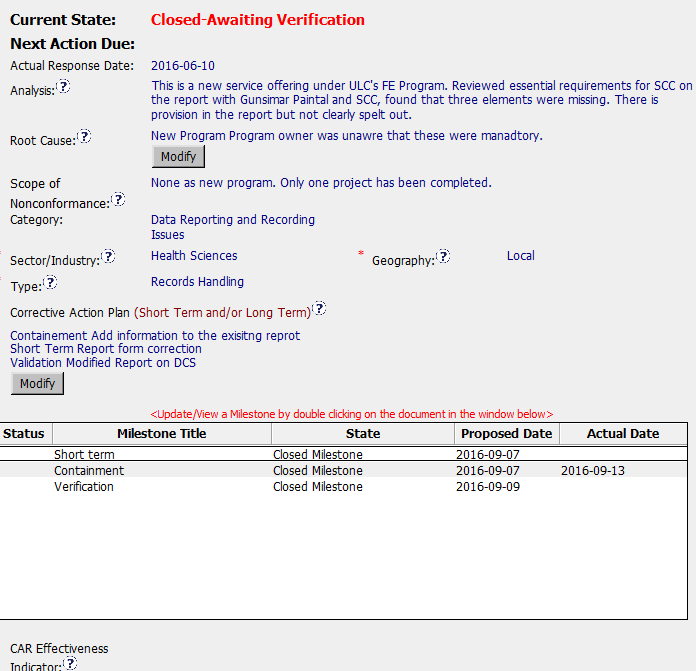 Current State: Closed-Awaiting Verification
Next Action Due:
Actual Response Date: 2016-06-10
Analysis:? This is a new service offering under ULC's FE Program. Reviewed essential requirements for SCC on
the report with Gunsimar Paintal and SCC, found that three elements were missing. There is
provision in the report but not clearly spelt out.
Root Cause:? New Program Program owner was unawre that these were manadtory.
Modify
Scope of
Nonconformance:? None as new program. Only one project has been completed.
Category: Data Reporting and Recording
Issues
* Sector/Industry:? Health Sciences * Geography:? Local
* Type:? Records Handling
Corrective Action Plan (Short Term and/or Long Term)?
Containement Add information to the exisitng reprot
Short Term Report form correction
Validation Modified Report on DCS
Modify
<Update/View a Milestone by double clicking on the document in the window below>
Status Milestone Title State Proposed Date Actual Date
Short term Closed Milestone 2016-09-07
Containment Closed Milestone 2016-09-07 2016-09-13
Verification Closed Milestone 2016-09-09
CAR Effectiveness
Indicator:?